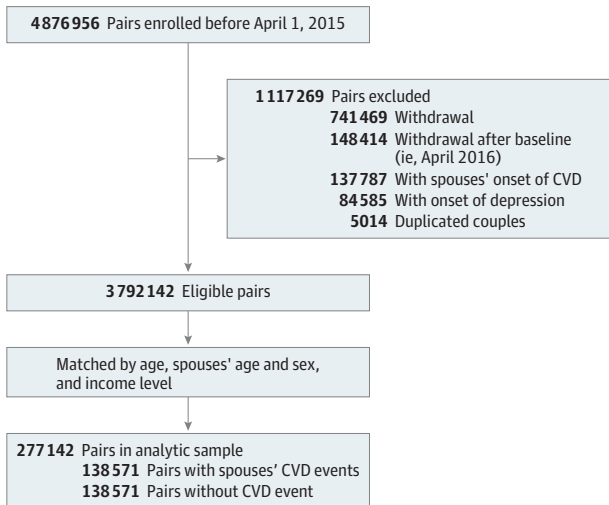 4876956 Pairs enrolled before April 1, 2015
1117269 Pairs excluded
741469 Withdrawal
148414 Withdrawal after baseline
(ie, April 2016)
137787 With spouses' onset of CVD
84585 With onset of depression
5014 Duplicated couples
3792142 Eligible pairs
Matched by age, spouses' age and sex,
and income level
277142 Pairs in analytic sample
138571 Pairs with spouses' CVD events
138571 Pairs without CVD event